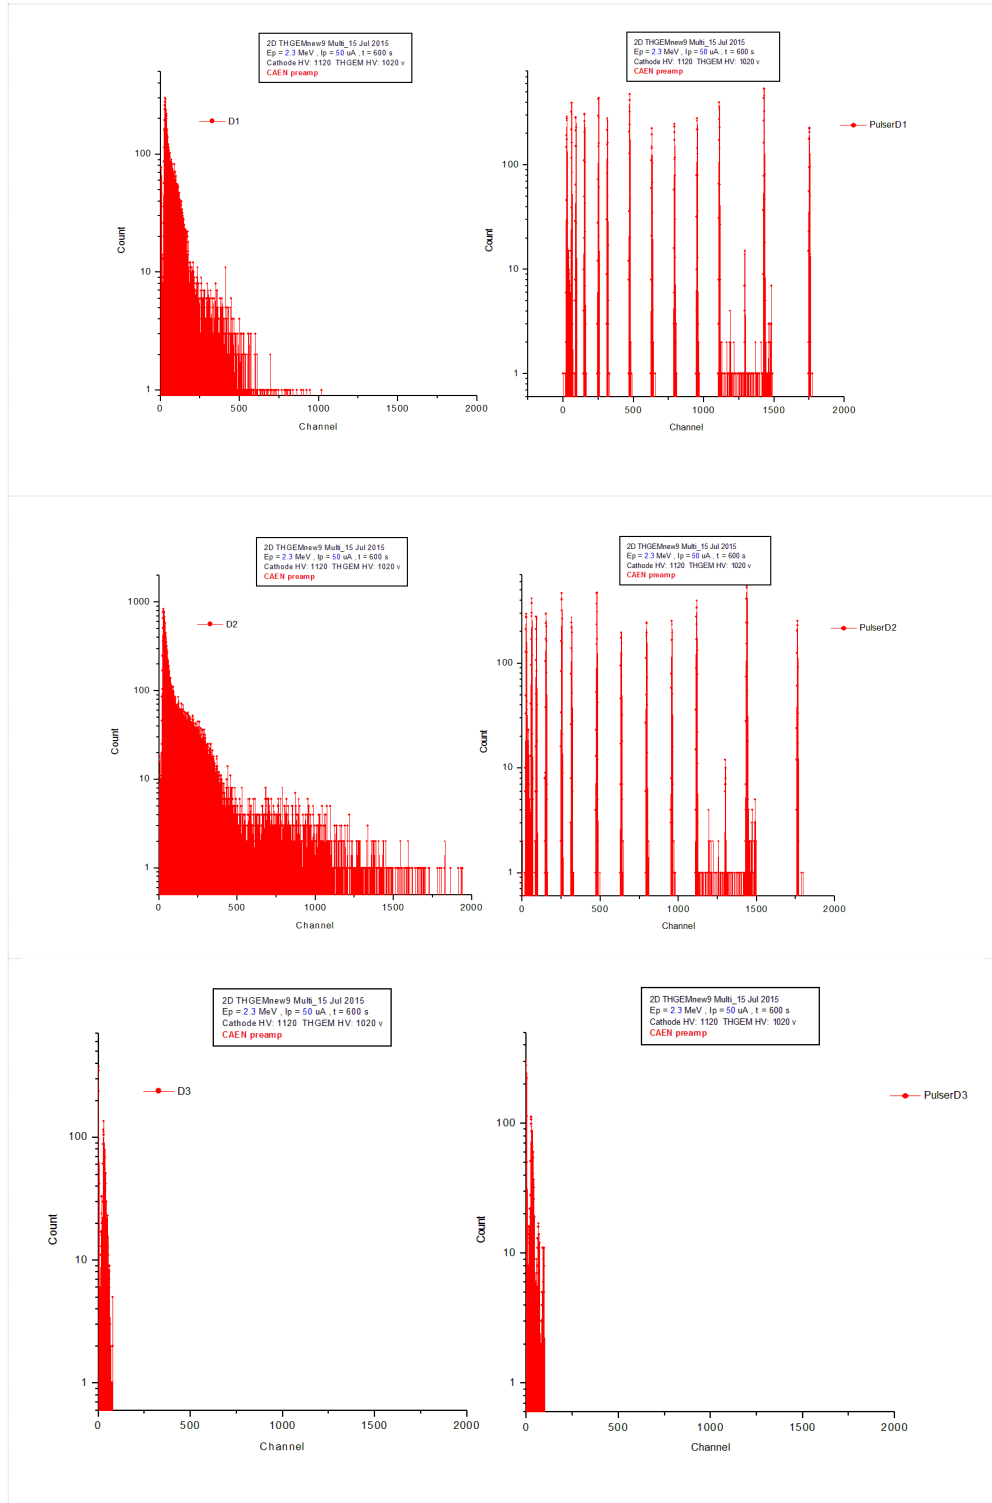 2D THGEMnew9 Multi_15 Jul 2015
Ep = 2.3 MeV , Ip = 50 uA , t = 600 s
Cathode HV: 1120 THGEM HV: 1020 v
CAEN preamp
D1
100
10
1
Count
0 500 1000 1500 2000
Channel
2D THGEMnew9 Multi_15 Jul 2015
Ep = 2.3 MeV , Ip = 50 uA , t = 600 s
Cathode HV: 1120 THGEM HV: 1020 v
CAEN preamp
PulserD1
100
10
1
Count
0 500 1000 1500 2000
Channel
2D THGEMnew9 Multi_15 Jul 2015
Ep = 2.3 MeV , Ip = 50 uA , t = 600 s
Cathode HV: 1120 THGEM HV: 1020 v
CAEN preamp
D2
1000
100
10
1
Count
0 500 1000 1500 2000
Channel
2D THGEMnew9 Multi_15 Jul 2015
Ep = 2.3 MeV , Ip = 50 uA , t = 600 s
Cathode HV: 1120 THGEM HV: 1020 v
CAEN preamp
PulserD2
100
10
1
Count
0 500 1000 1500 2000
Channel
2D THGEMnew9 Multi_15 Jul 2015
Ep = 2.3 MeV , Ip = 50 uA , t = 600 s
Cathode HV: 1120 THGEM HV: 1020 v
CAEN preamp
D3
100
10
1
Count
0 500 1000 1500 2000
Channel
2D THGEMnew9 Multi_15 Jul 2015
Ep = 2.3 MeV , Ip = 50 uA , t = 600 s
Cathode HV: 1120 THGEM HV: 1020 v
CAEN preamp
PulserD3
100
10
1
Count
0 500 1000 1500 2000
Channel